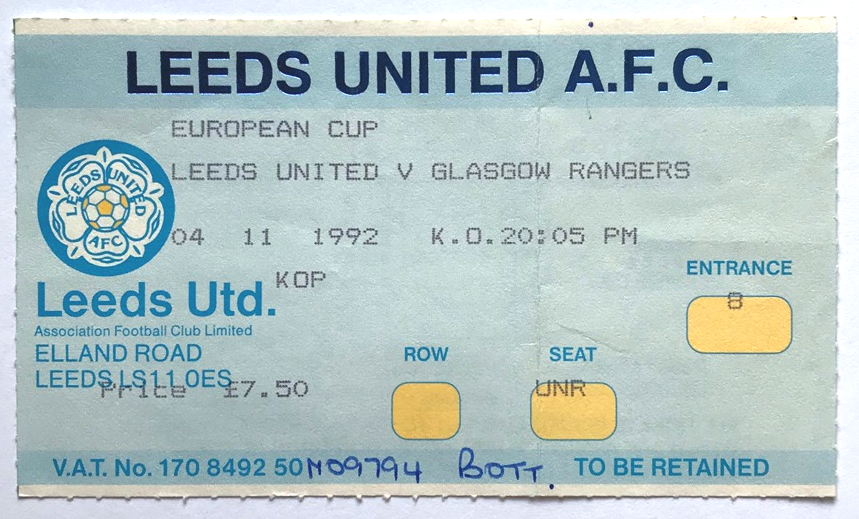 LEEDS UNITED A.F.C.
EUROPEAN CUP
LEEDS UNITED V GLASGOW RANGERS
LEEDS UNITED
AFC
04 11 1992 K.O.20:05 PM
KOP
Leeds Utd.
Association Football Club Limited
ELLAND ROAD
LEEDS LS11 0ES
Price £7.50
ENTRANCE
8
ROW
SEAT
UNR
V.A.T. No. 170 8492 50 N09794 BOTT. TO BE RETAINED